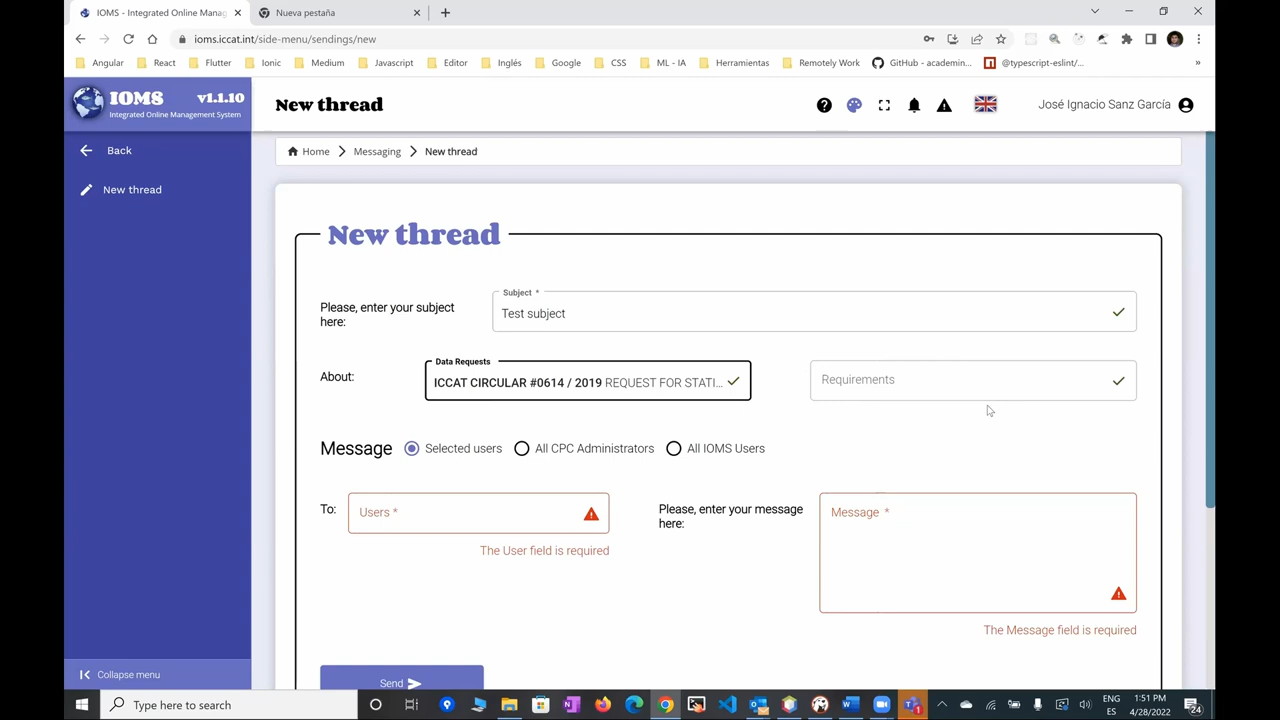 IOMS - Integrated Online Manag
Nueva pestaña
ioms.iccat.int/side-menu/sendings/new
Angular
React
Flutter
Ionic
Medium
Javascript
Editor
Inglés
Google
CSS
ML - IA
Herramientas
Remotely Work
GitHub - academin...
@typescript-eslint/...
»
IOMS v1.1.10
Integrated Online Management System
New thread
José Ignacio Sanz García
Back
New thread
Home
Messaging
New thread
New thread
Please, enter your subject
here:
Subject *
Test subject
About:
Data Requests
ICCAT CIRCULAR #0614 / 2019 REQUEST FOR STATI...
Requirements
Message
Selected users
All CPC Administrators
All IOMS Users
To:
Users *
The User field is required
Please, enter your message
here:
Message *
The Message field is required
Send
Collapse menu
Type here to search
ENG
ES
1:51 PM
4/28/2022
24